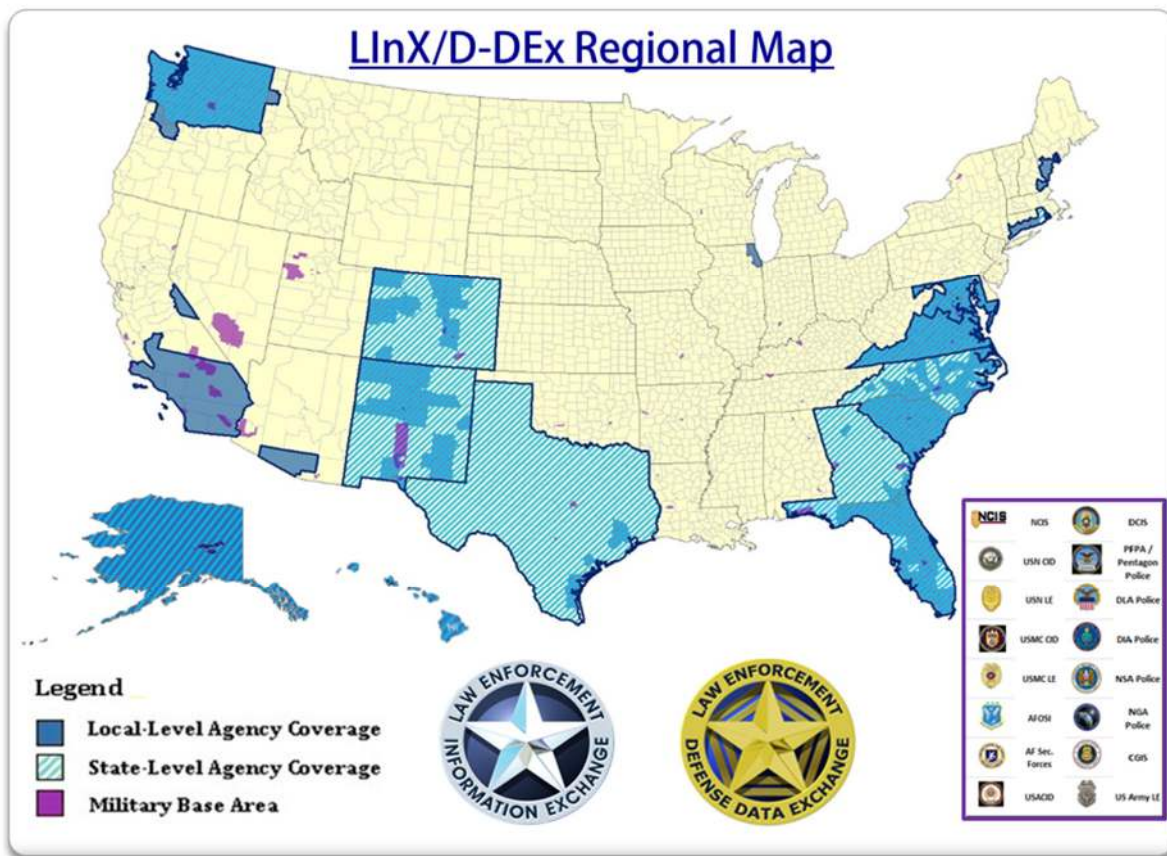 LInX/D-DEx Regional Map
NCIS
NCIS
DCIS
USN CID
PFPA /
Pentagon
Police
USN LE
DLA Police
USMC CID
DIA Police
USMC LE
NSA Police
AFOSI
NGA
Police
AF Sec.
Forces
CGIS
USACID
US Army LE
Legend
Local-Level Agency Coverage
State-Level Agency Coverage
Military Base Area
LAW ENFORCEMENT
INFORMATION EXCHANGE
LAW ENFORCEMENT
DEFENSE DATA EXCHANGE